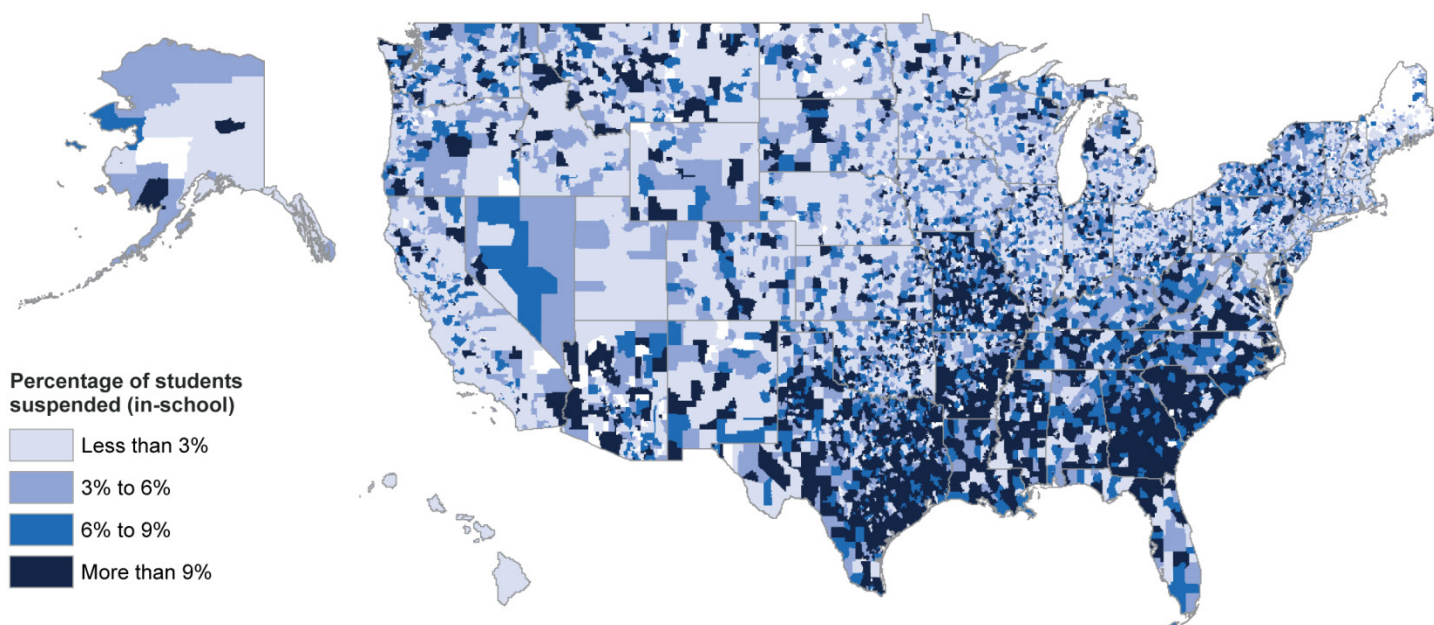 Percentage of students
suspended (in-school)
Less than 3%
3% to 6%
6% to 9%
More than 9%